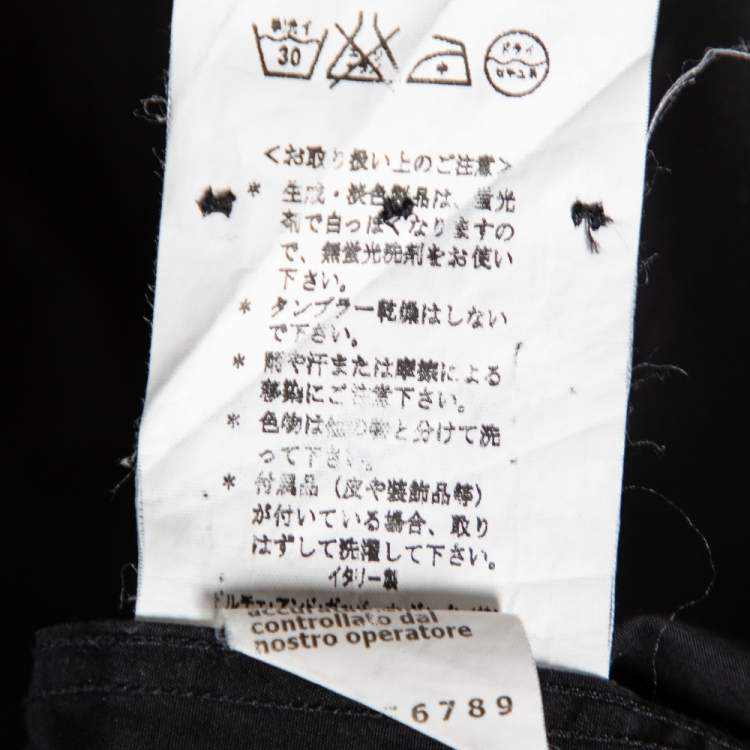 30
中
ドライ
セキユ系
<お取り扱い上のご注意>
* 生成・淡色製品は、蛍光
剤で白っぽくなりますの
で、無蛍光洗剤をお使い
下さい。
* タンブラー乾燥はしない
で下さい。
* 雨や汗または摩擦による
移染にご注意下さい。
* 色物は他の物と分けて洗
って下さい。
* 付属品（皮や装飾品等）
が付いている場合、取り
はずして洗濯して下さい。
イタリー製
controllato dal
nostro operatore
6789